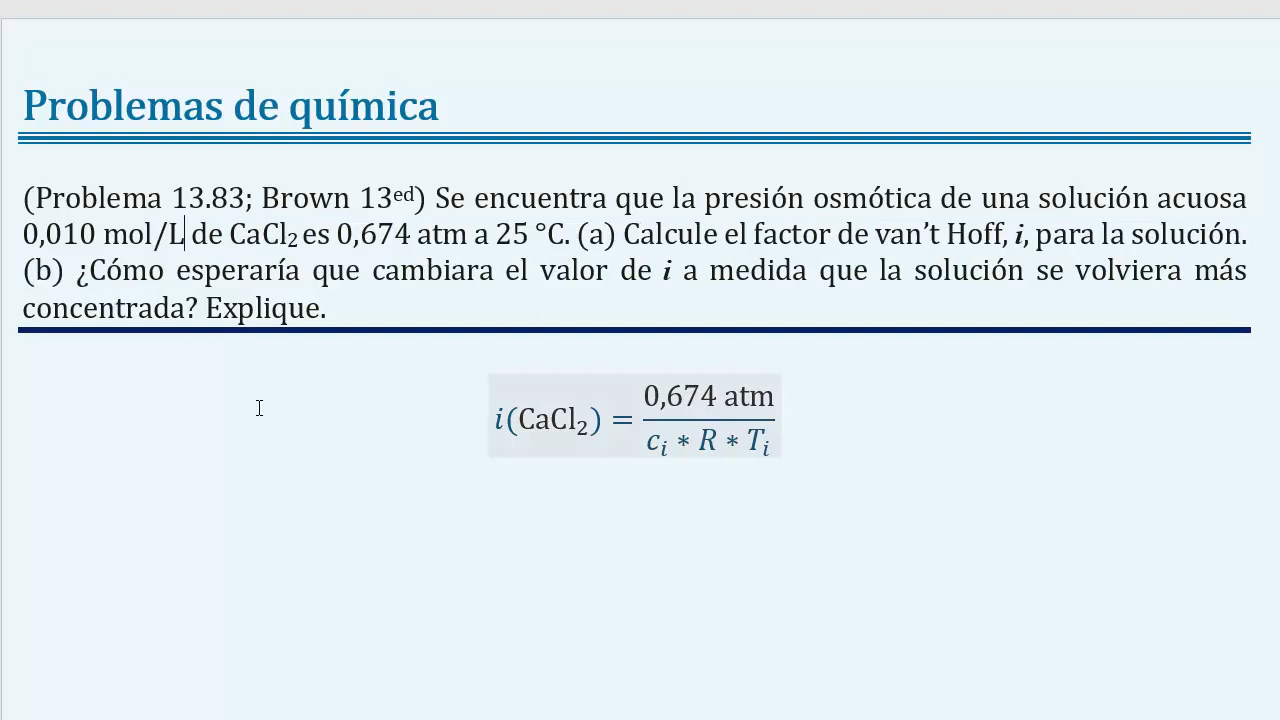 Problemas de química
(Problema 13.83; Brown 13ed) Se encuentra que la presión osmótica de una solución acuosa
0,010 mol/L de CaCl₂ es 0,674 atm a 25 °C. (a) Calcule el factor de van’t Hoff, i, para la solución.
(b) ¿Cómo esperaría que cambiara el valor de i a medida que la solución se volviera más
concentrada? Explique.
i(CaCl₂) = 0,674 atm / cᵢ ∗ R ∗ Tᵢ